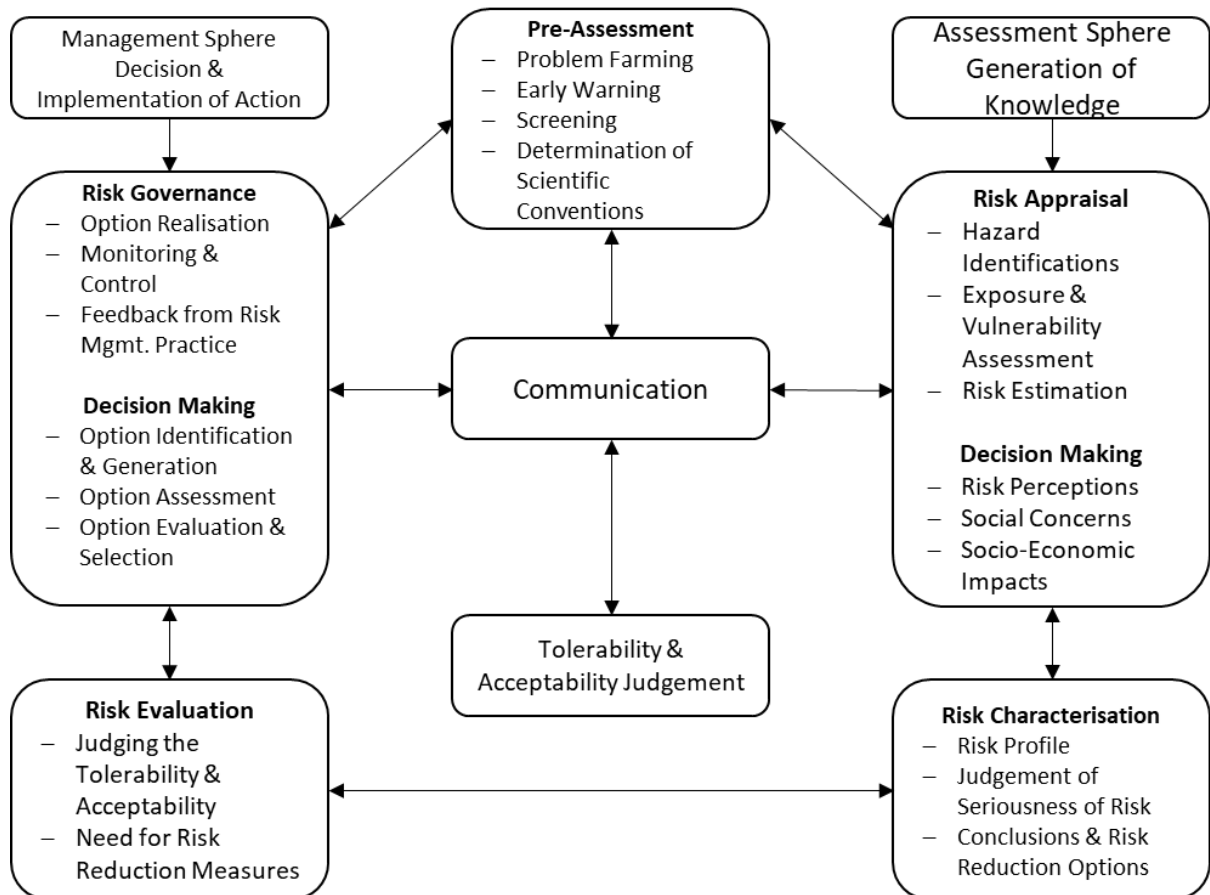 Management Sphere
Decision &
Implementation of Action
Pre-Assessment
– Problem Farming
– Early Warning
– Screening
– Determination of
Scientific
Conventions
Assessment Sphere
Generation of
Knowledge
Risk Governance
– Option Realisation
– Monitoring &
Control
– Feedback from Risk
Mgmt. Practice
Decision Making
– Option Identification
& Generation
– Option Assessment
– Option Evaluation &
Selection
Communication
Risk Appraisal
– Hazard
Identifications
– Exposure &
Vulnerability
Assessment
– Risk Estimation
Decision Making
– Risk Perceptions
– Social Concerns
– Socio-Economic
Impacts
Tolerability &
Acceptability Judgement
Risk Evaluation
– Judging the
Tolerability &
Acceptability
– Need for Risk
Reduction Measures
Risk Characterisation
– Risk Profile
– Judgement of
Seriousness of Risk
– Conclusions & Risk
Reduction Options